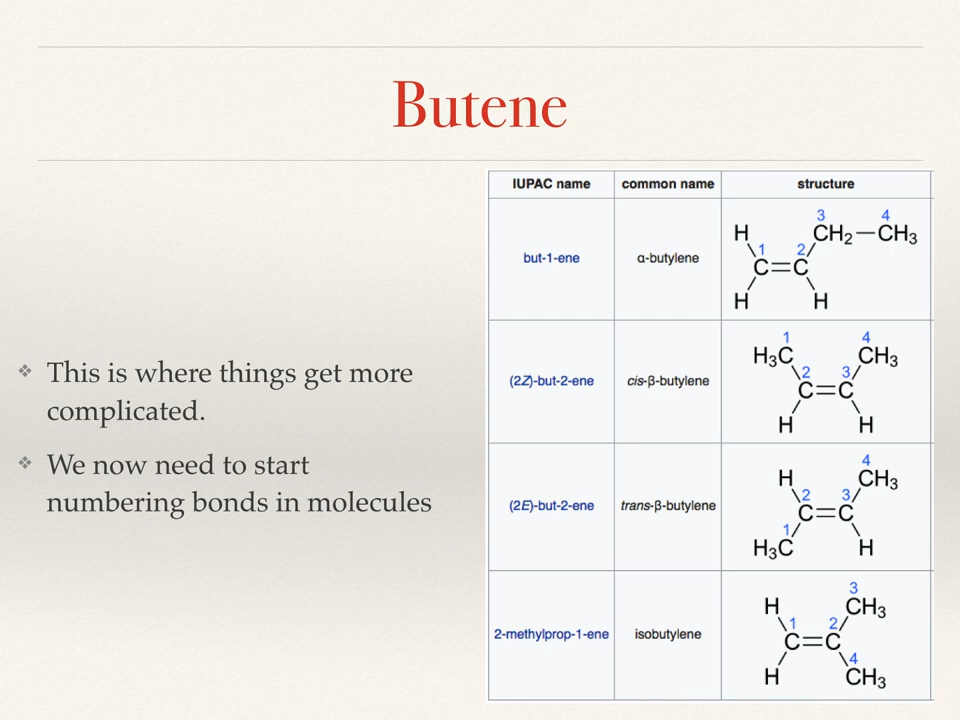 Butene
❖ This is where things get more
complicated.
❖ We now need to start
numbering bonds in molecules
IUPAC name common name structure
but-1-ene α-butylene
3 4
H CH₂—CH₃
1 2
C=C
H H
(2Z)-but-2-ene cis-β-butylene
1 4
H₃C CH₃
2 3
C=C
H H
(2E)-but-2-ene trans-β-butylene
4
H CH₃
2 3
C=C
1
H₃C H
2-methylprop-1-ene isobutylene
3
H CH₃
1 2
C=C
4
H CH₃